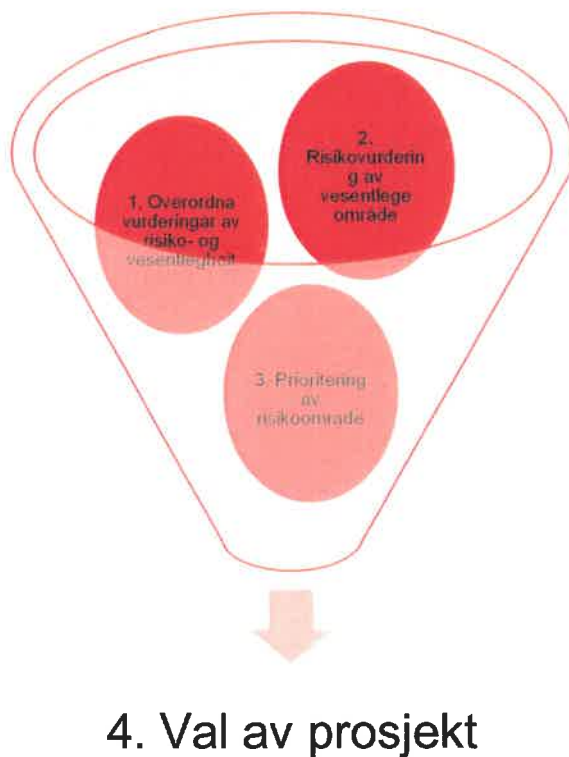 1. Overordna
vurderingar av
risiko- og
vesentlegheit
2.
Risikovurderin
g av
vesentlege
område
3. Prioritering
av
risikoområde
4. Val av prosjekt